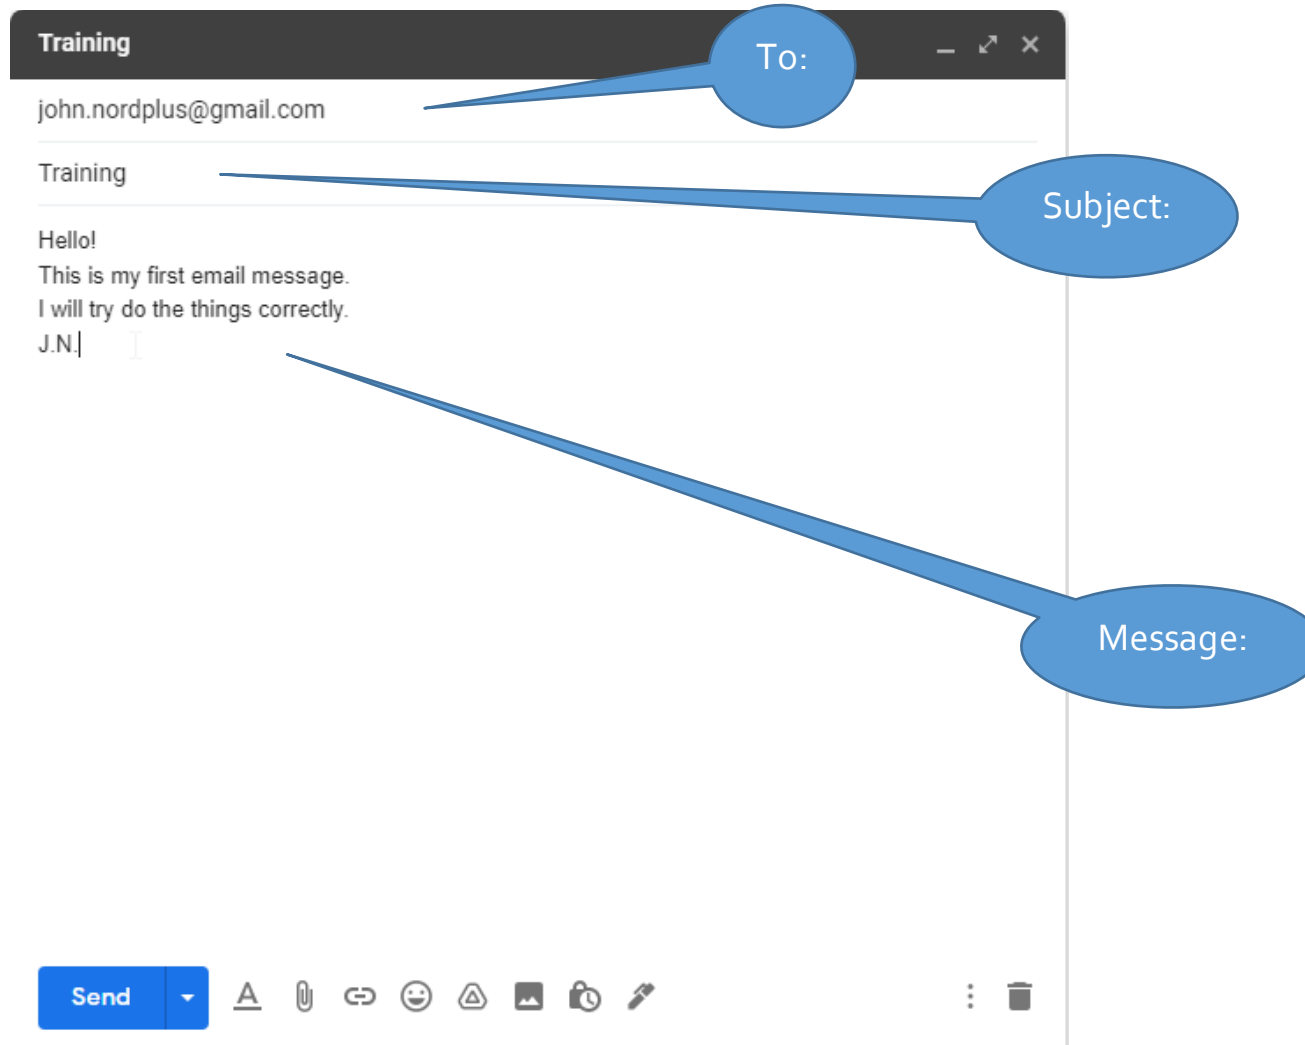 Training
To:
john.nordplus@gmail.com
Training
Subject:
Hello!
This is my first email message.
I will try do the things correctly.
J.N.
Message:
Send